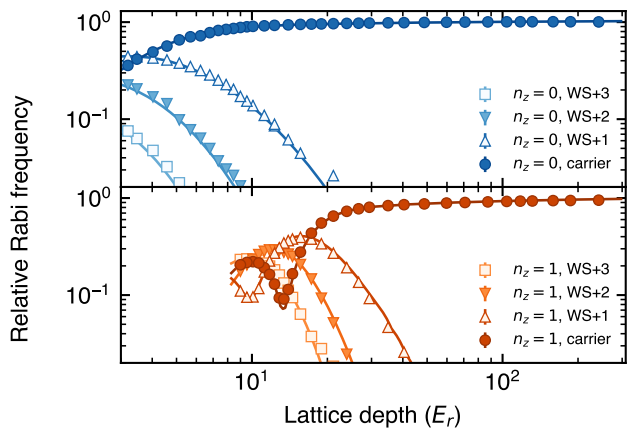 10⁰
10⁻¹
n_z = 0, WS+3
n_z = 0, WS+2
n_z = 0, WS+1
n_z = 0, carrier
Relative Rabi frequency
10⁰
10⁻¹
n_z = 1, WS+3
n_z = 1, WS+2
n_z = 1, WS+1
n_z = 1, carrier
10¹
10²
Lattice depth (E_r)